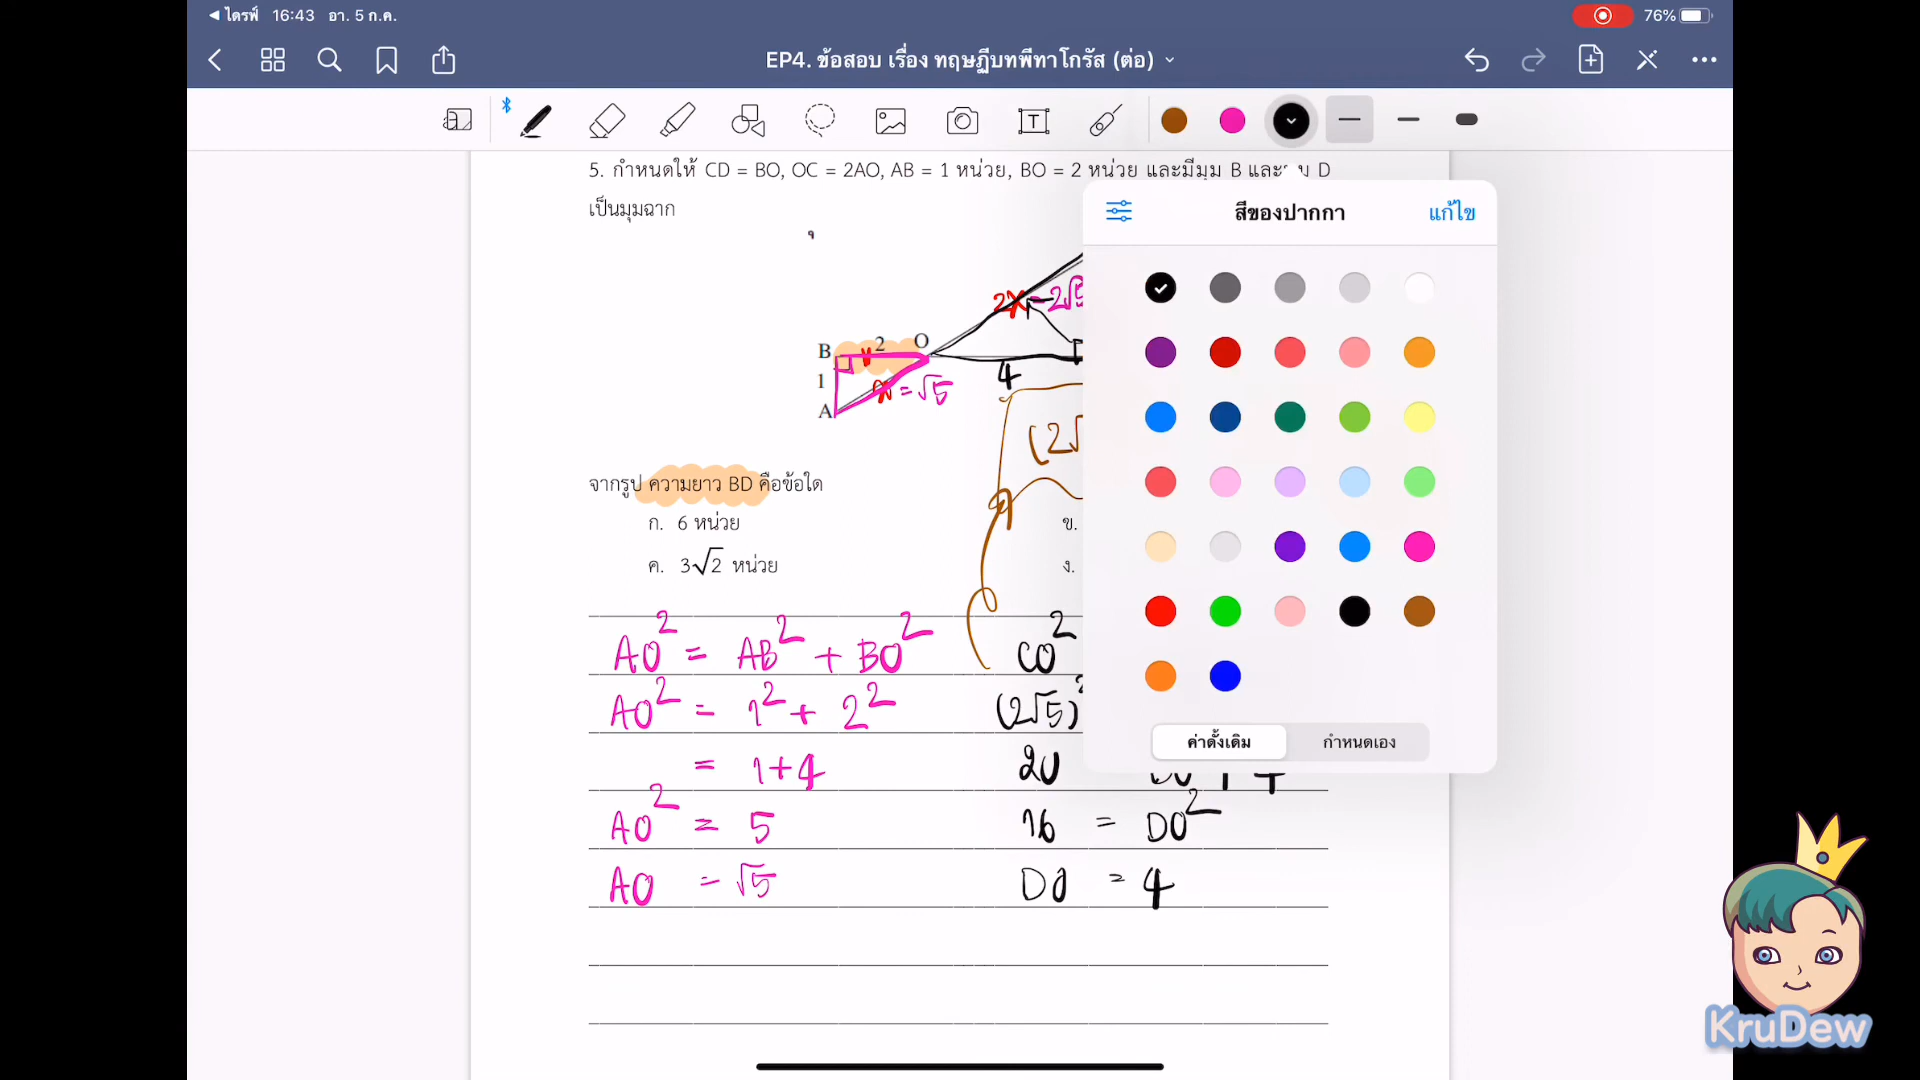 ไดรฟ์ 16:43 อา. 5 ก.ค. 76%
EP4. ข้อสอบ เรื่อง ทฤษฎีบทพีทาโกรัส (ต่อ)
5. กำหนดให้ CD = BO, OC = 2AO, AB = 1 หน่วย, BO = 2 หน่วย และมีมุม B และ D
เป็นมุมฉาก
สีของปากกา แก้ไข
2x = 2√5
B 2 O
1
x = √5
A
4
(2√
จากรูป ความยาว BD คือข้อใด
ก. 6 หน่วย ข.
ค. 3√2 หน่วย ง.
AO² = AB² + BO² CO²
AO² = 1² + 2² (2√5)²
= 1+4 20
ค่าดั้งเดิม กำหนดเอง
AO² = 5 16 = DO²
AO = √5 DO = 4
KruDew